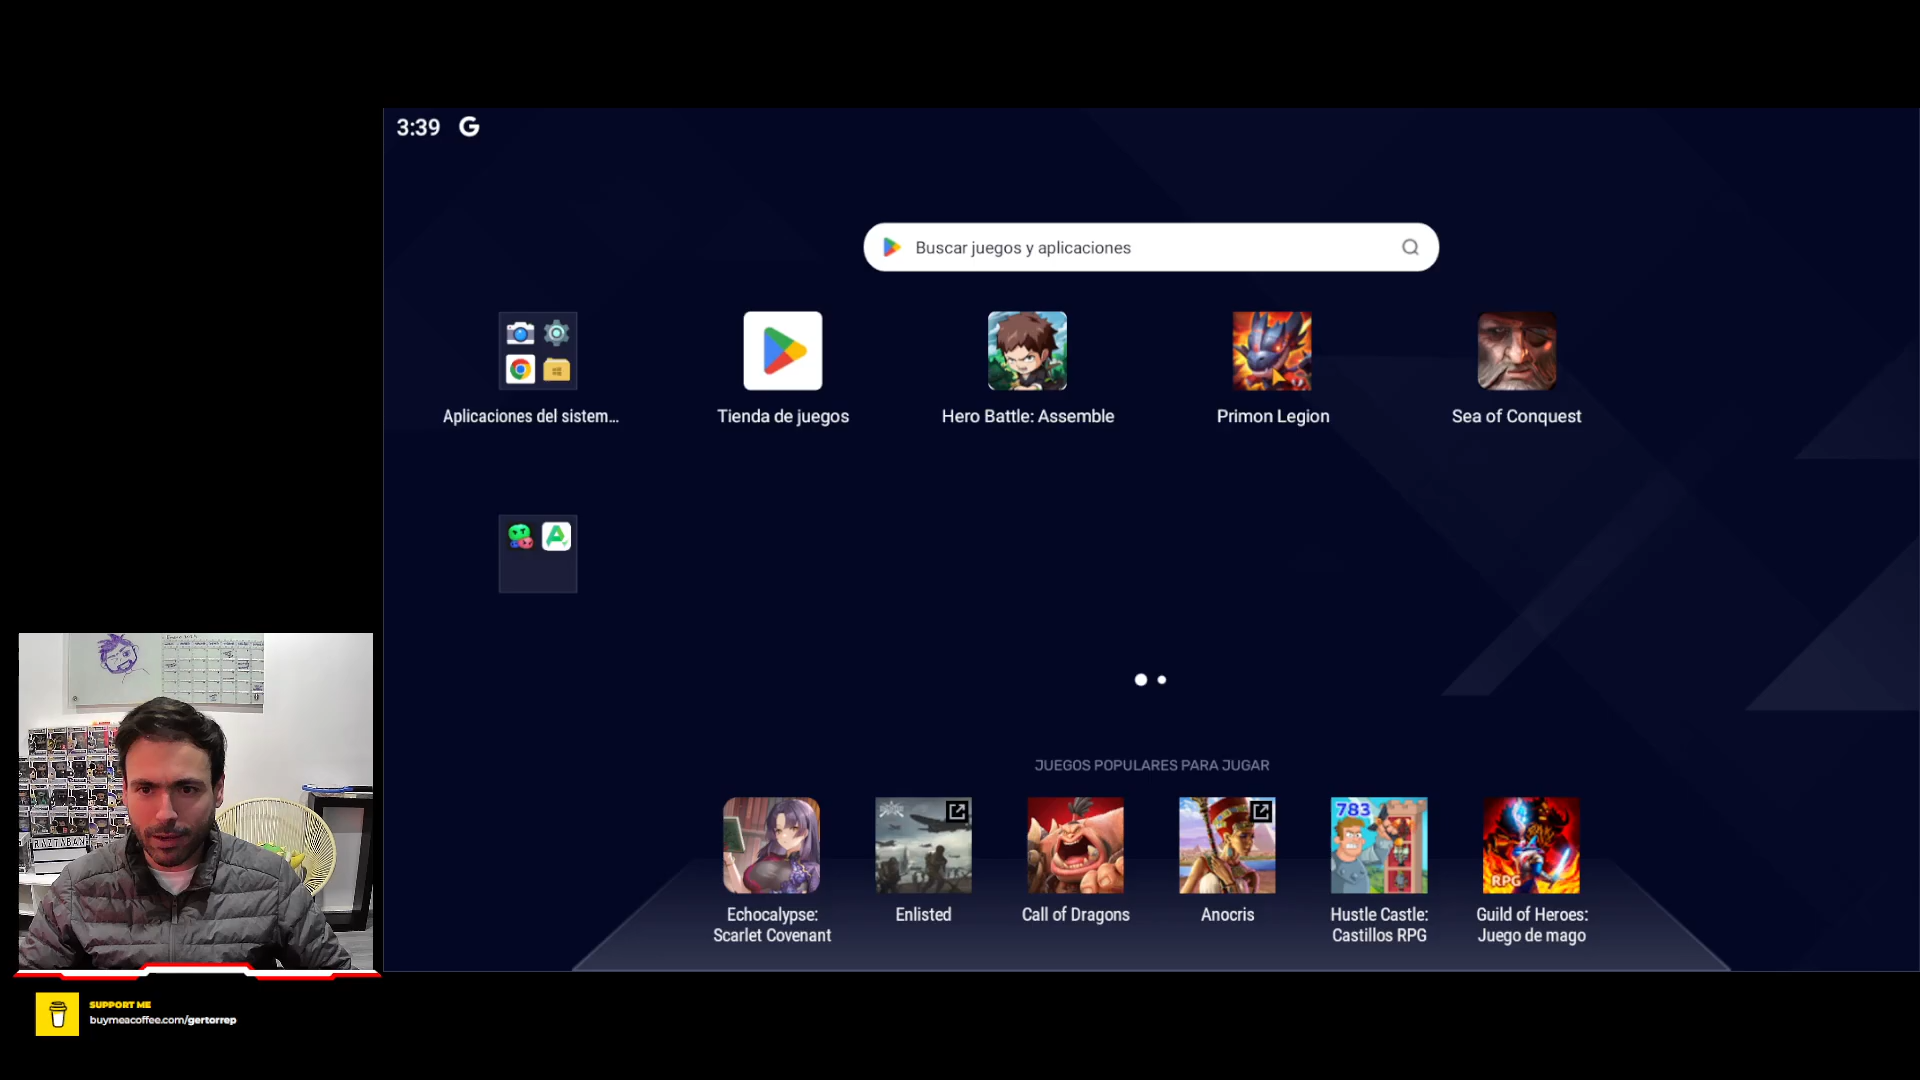 3:39
Buscar juegos y aplicaciones
Aplicaciones del sistem...
Tienda de juegos
Hero Battle: Assemble
Primon Legion
Sea of Conquest
JUEGOS POPULARES PARA JUGAR
783
RPG
Echocalypse:
Scarlet Covenant
Enlisted
Call of Dragons
Anocris
Hustle Castle:
Castillos RPG
Guild of Heroes:
Juego de mago
SUPPORT ME
buymeacoffee.com/gertorrep